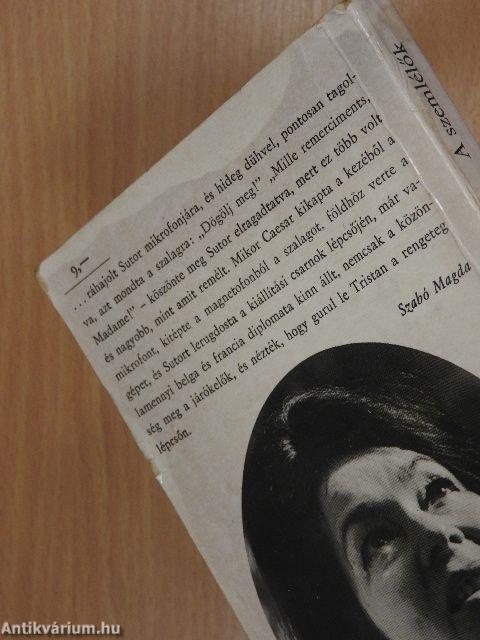 A szemlélők
9,—
...ráhajolt Sutor mikrofonjára, és hideg dühvel, pontosan tagol-
va, azt mondta a szalagra: „Dögölj meg!” „Mille remerciments,
Madame!” – köszönte meg Sutor elragadtatva, mert ez több volt
és nagyobb, mint amit remélt. Mikor Caesar kikapta a kezéből a
mikrofont, kitépte a magnetofonból a szalagot, földhöz verte a
gépet, és Sutort lerugdosta a kiállítási csarnok lépcsőjén, már va-
lamennyi belga és francia diplomata kinn állt, nemcsak a közön-
ség meg a járókelők, és nézték, hogy gurul le Tristan a rengeteg
lépcsőn.
Szabó Magda
Antikvárium.hu